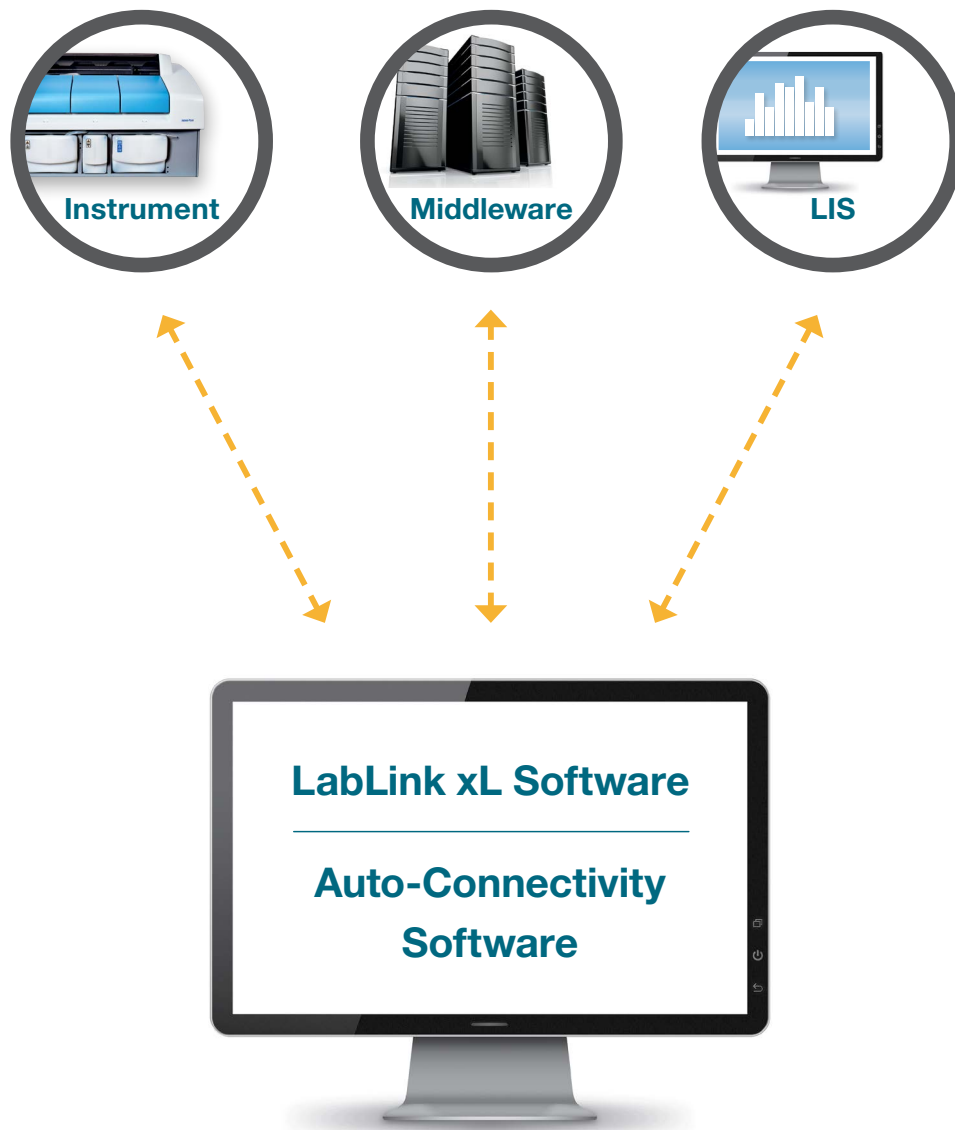 Instrument
Middleware
LIS
LabLink xL Software
Auto-Connectivity
Software